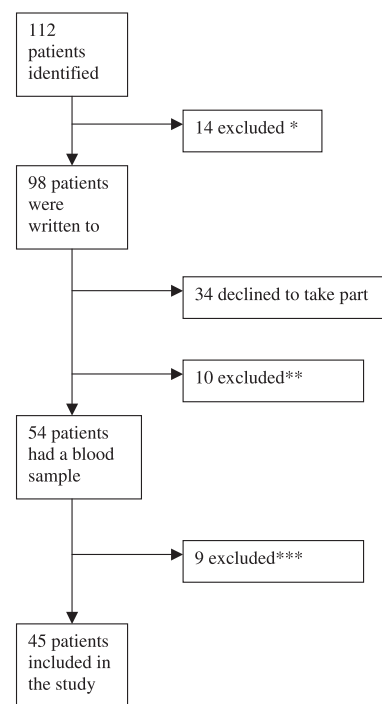 112
patients
identified
14 excluded *
98 patients
were
written to
34 declined to take part
10 excluded**
54 patients
had a blood
sample
9 excluded***
45 patients
included in
the study